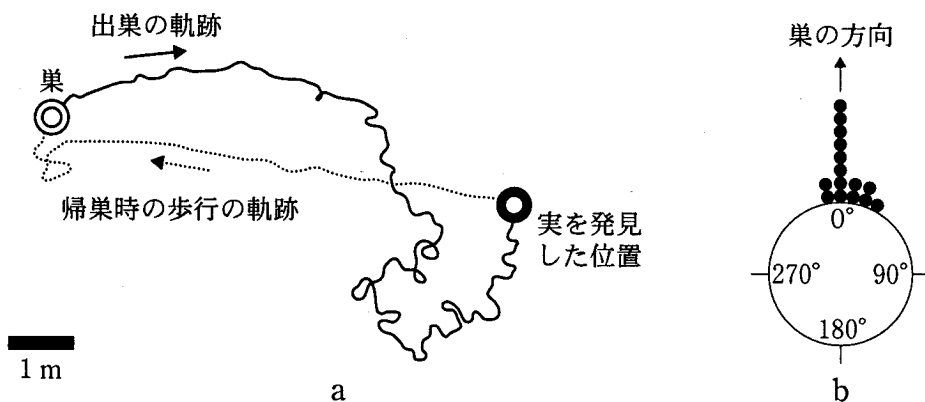 出巣の軌跡
巣
帰巣時の歩行の軌跡
実を発見
した位置
1 m
a
巣の方向
0°
270°
90°
180°
b